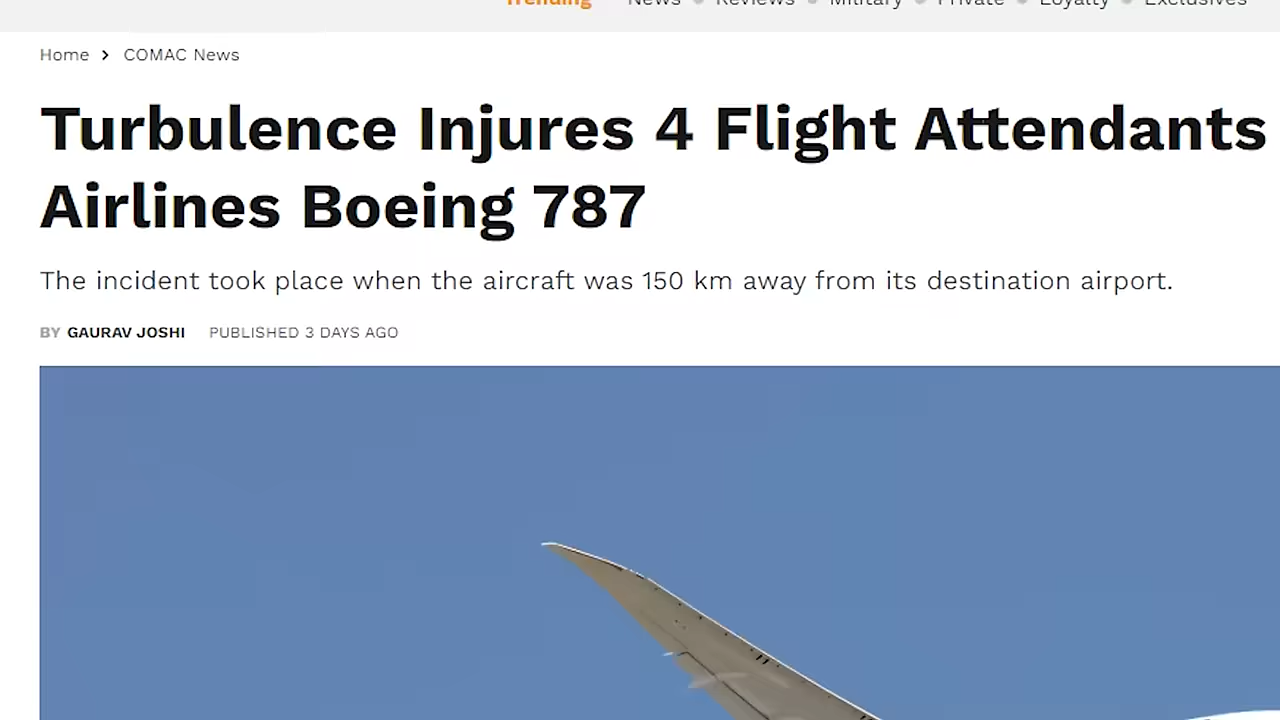 Trending News Reviews Military Private Loyalty Exclusives
Home > COMAC News
Turbulence Injures 4 Flight Attendants
Airlines Boeing 787
The incident took place when the aircraft was 150 km away from its destination airport.
BY GAURAV JOSHI PUBLISHED 3 DAYS AGO